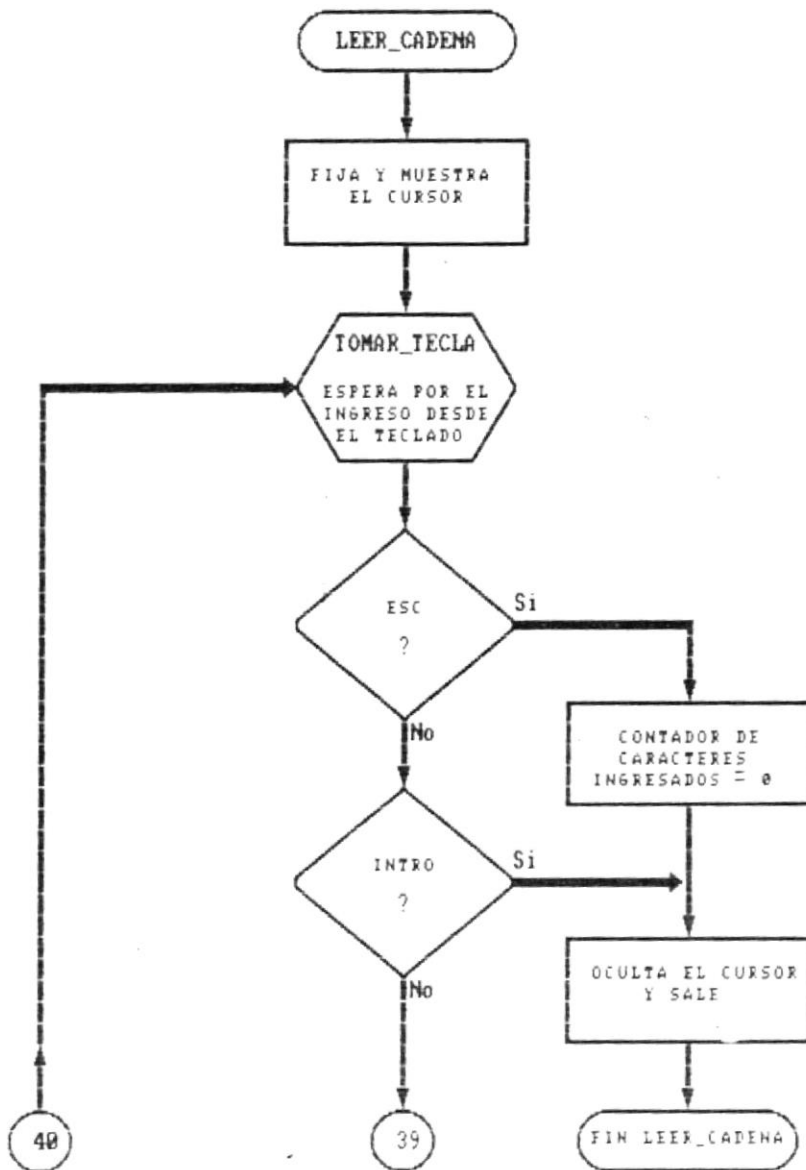 LEER_CADENA
FIJA Y MUESTRA
EL CURSOR
TOMAR_TECLA
ESPERA POR EL
INGRESO DESDE
EL TECLADO
ESC
?
Si
No
CONTADOR DE
CARACTERES
INGRESADOS = 0
INTRO
?
Si
No
OCULTA EL CURSOR
Y SALE
40
39
FIN LEER_CADENA